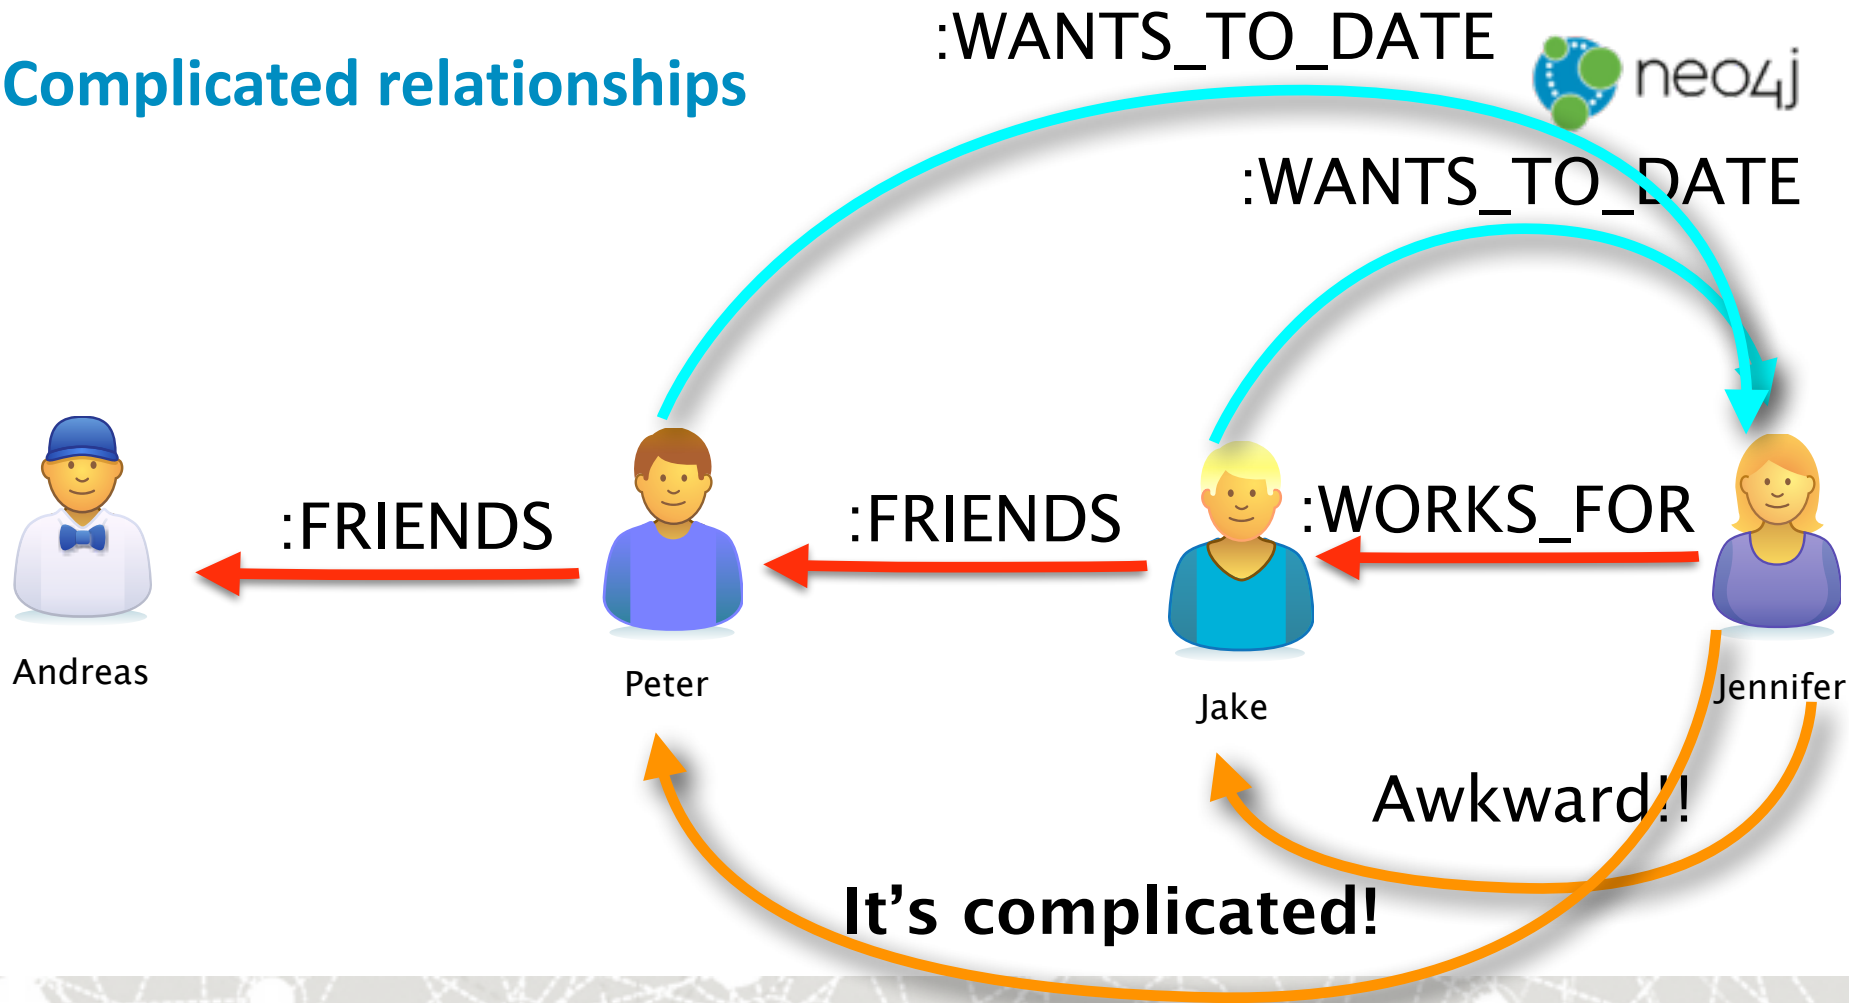 :WANTS_TO_DATE
Complicated relationships
neo4j
:WANTS_TO_DATE
:FRIENDS
:FRIENDS
:WORKS_FOR
Andreas
Peter
Jake
Jennifer
Awkward!!
It’s complicated!